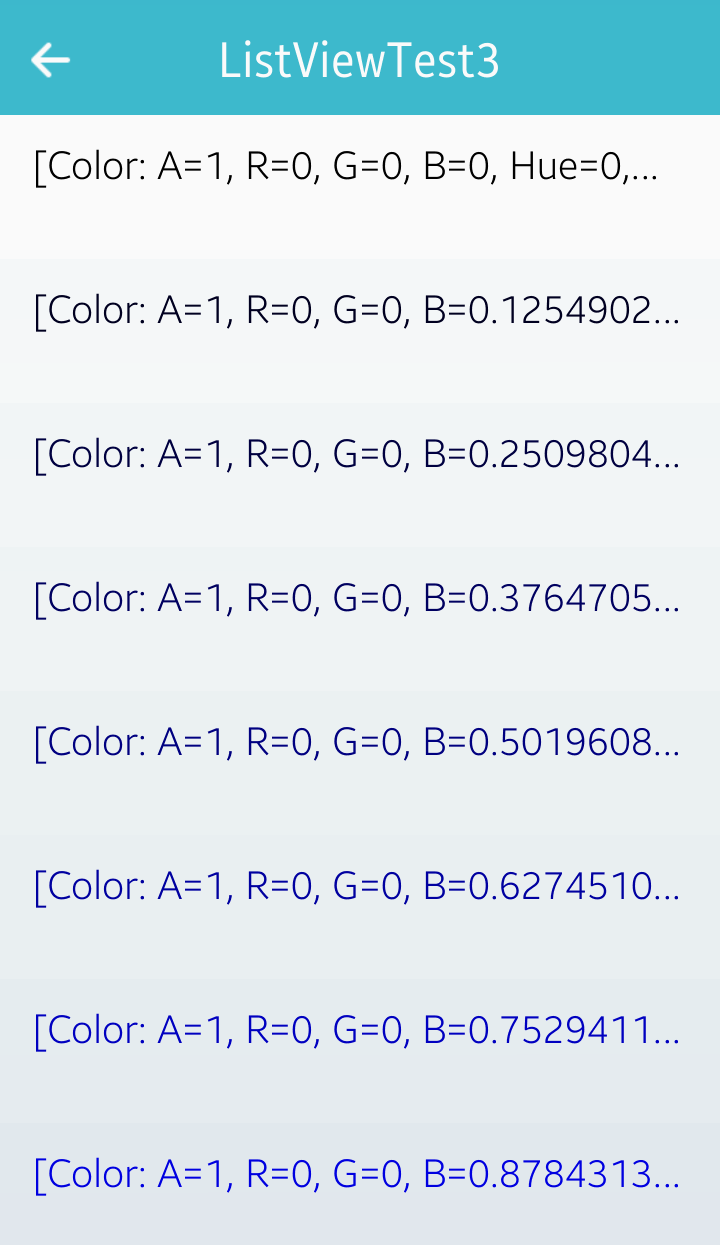 ListViewTest3
[Color: A=1, R=0, G=0, B=0, Hue=0,...
[Color: A=1, R=0, G=0, B=0.1254902...
[Color: A=1, R=0, G=0, B=0.2509804...
[Color: A=1, R=0, G=0, B=0.3764705...
[Color: A=1, R=0, G=0, B=0.5019608...
[Color: A=1, R=0, G=0, B=0.6274510...
[Color: A=1, R=0, G=0, B=0.7529411...
[Color: A=1, R=0, G=0, B=0.8784313...